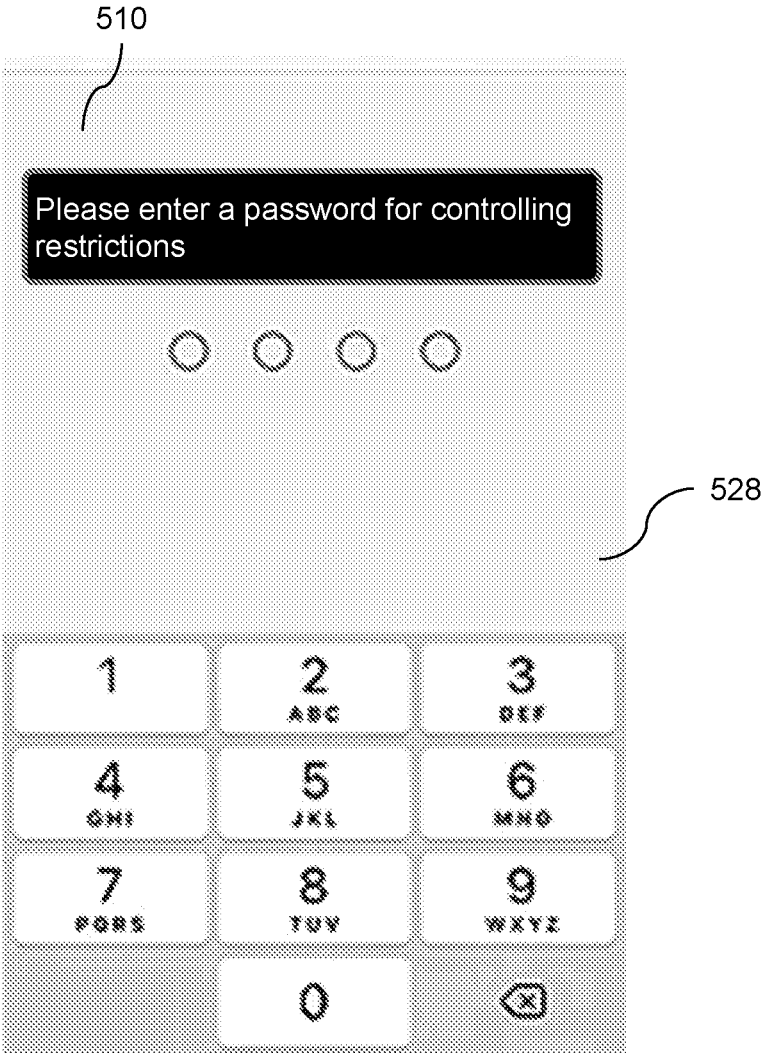 510
Please enter a password for controlling
restrictions
528
1 2 3
ABC DEF
4 5 6
GHI JKL MNO
7 8 9
PQRS TUV WXYZ
0